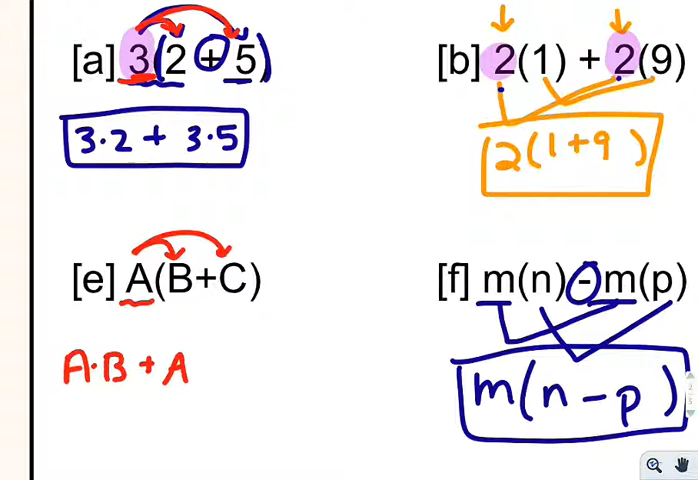 [a] 3(2 + 5)
3·2 + 3·5
[b] 2(1) + 2(9)
2(1+9)
[e] A(B+C)
A·B + A
[f] m(n) - m(p)
m(n - p)